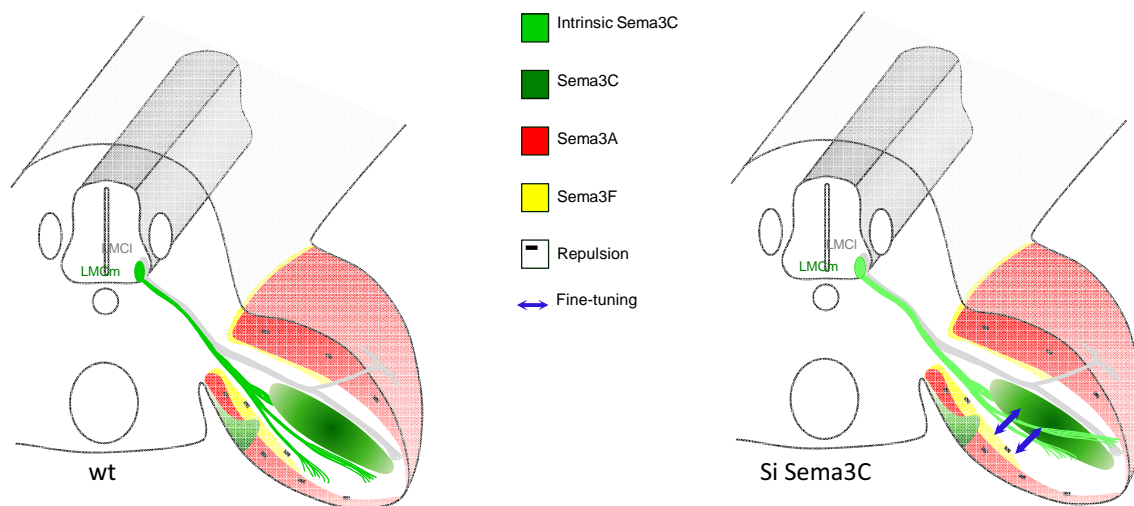 Intrinsic Sema3C
Sema3C
Sema3A
Sema3F
Repulsion
Fine-tuning
LMCl
LMCm
wt
LMCl
LMCm
Si Sema3C